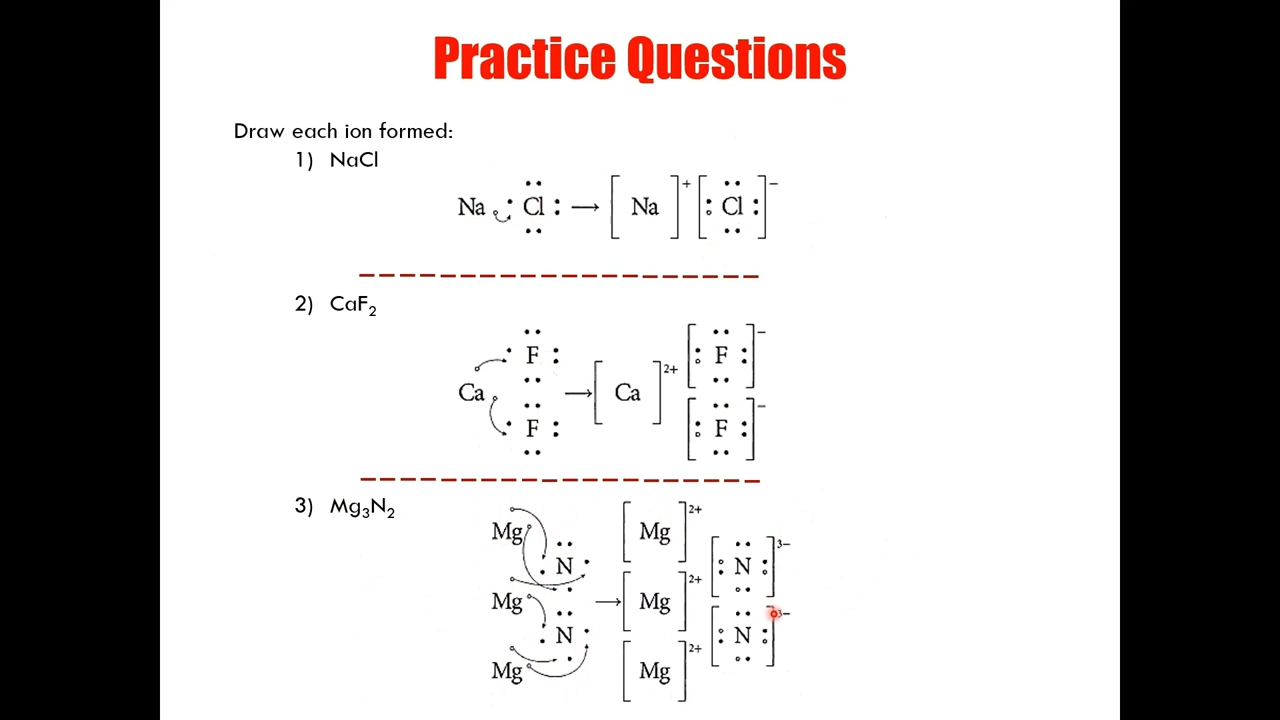 Practice Questions
Draw each ion formed:
1) NaCl
Na Cl → [ Na ]+ [ Cl ]−
2) CaF2
Ca F F → [ Ca ]2+ [ F ]− [ F ]−
3) Mg3N2
Mg Mg Mg N N → [ Mg ]2+ [ Mg ]2+ [ Mg ]2+ [ N ]3− [ N ]3−